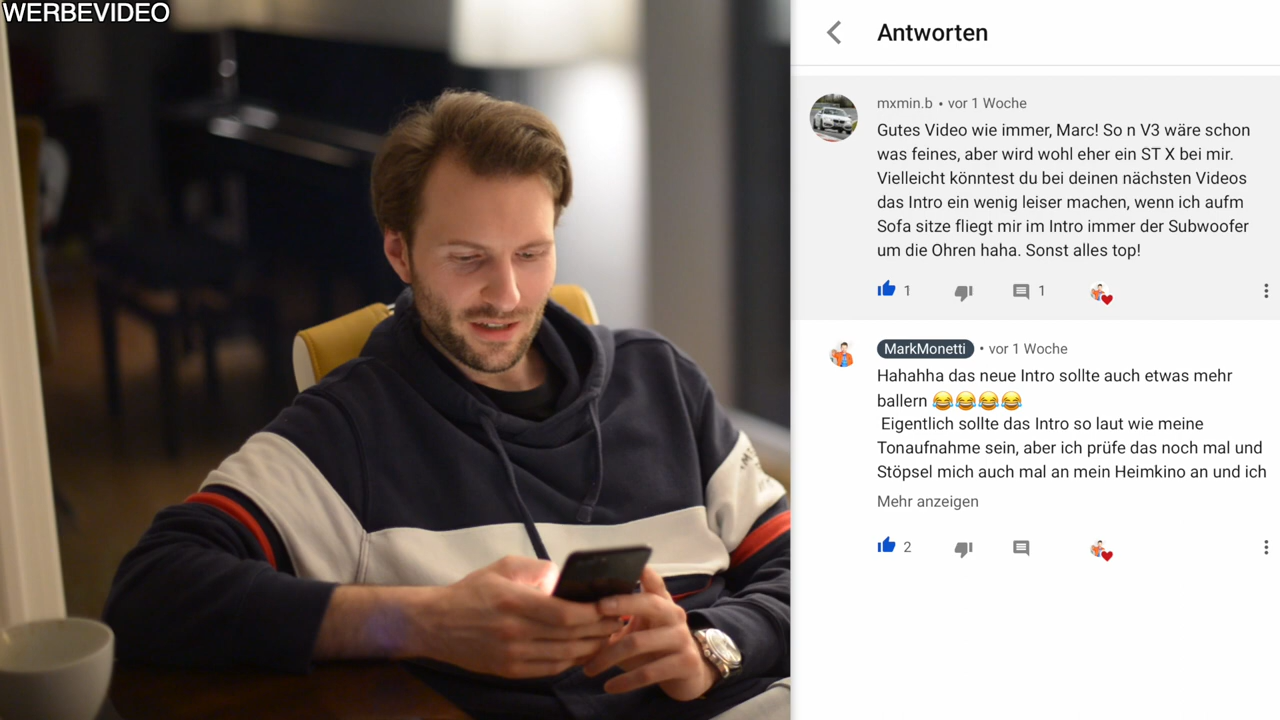 WERBEVIDEO
Antworten
mxmin.b • vor 1 Woche
Gutes Video wie immer, Marc! So n V3 wäre schon
was feines, aber wird wohl eher ein ST X bei mir.
Vielleicht könntest du bei deinen nächsten Videos
das Intro ein wenig leiser machen, wenn ich aufm
Sofa sitze fliegt mir im Intro immer der Subwoofer
um die Ohren haha. Sonst alles top!
1
1
MarkMonetti • vor 1 Woche
Hahahha das neue Intro sollte auch etwas mehr
ballern 😂😂😂😂
Eigentlich sollte das Intro so laut wie meine
Tonaufnahme sein, aber ich prüfe das noch mal und
Stöpsel mich auch mal an mein Heimkino an und ich
Mehr anzeigen
2